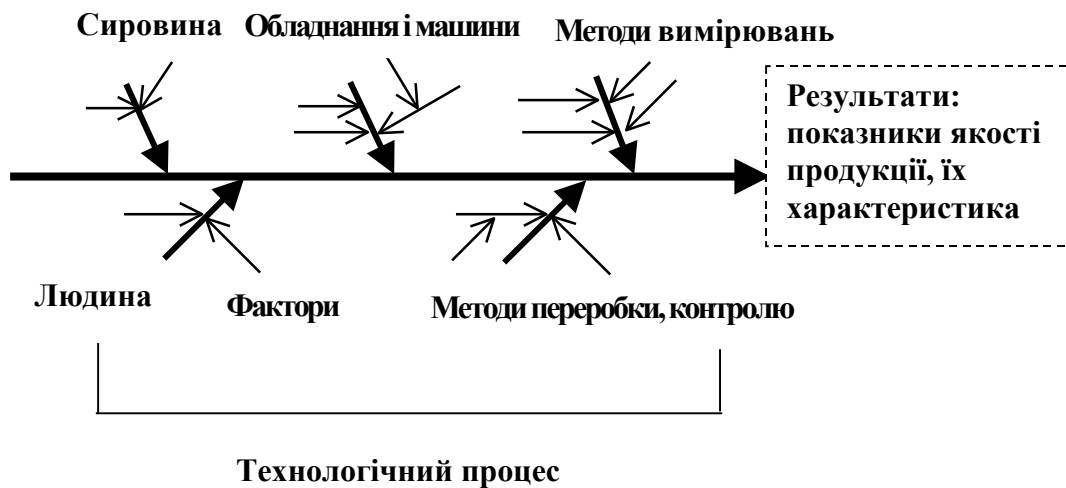 Сировина
Обладнання і машини
Методи вимірювань
Результати:
показники якості
продукції, їх
характеристика
Людина
Фактори
Методи переробки, контролю
Технологічний процес